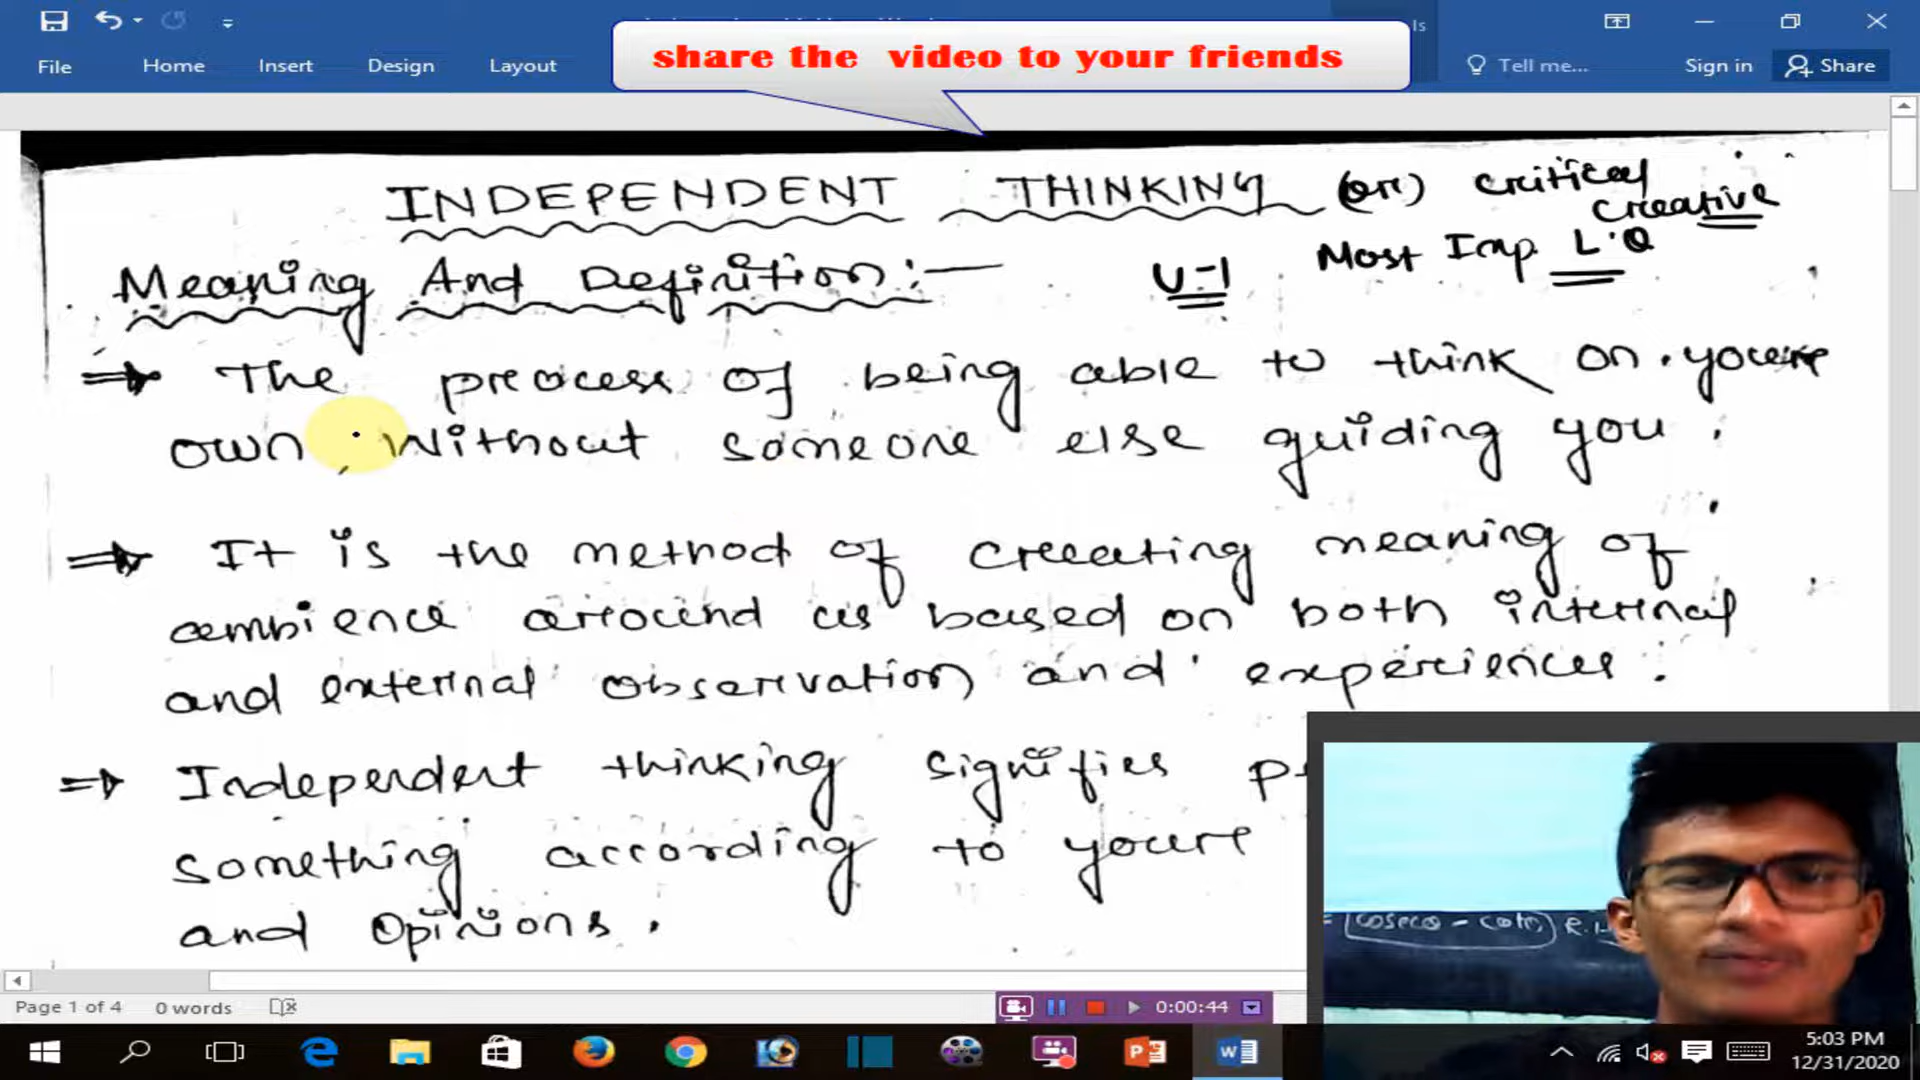 share the video to your friends
ls
File Home Insert Design Layout
Tell me...
Sign in
Share
INDEPENDENT THINKING (or) Critical
Creative
Meaning And Definition:—
U-1
Most Imp. L.Q
⇒ The process of being able to think on your
own, without someone else guiding you.
⇒ It is the method of creating meaning of
ambience around us based on both internal
and external observation and experiences.
⇒ Independent thinking signifies
something according to your
and opinions.
Page 1 of 4
0 words
0:00:44
5:03 PM
12/31/2020